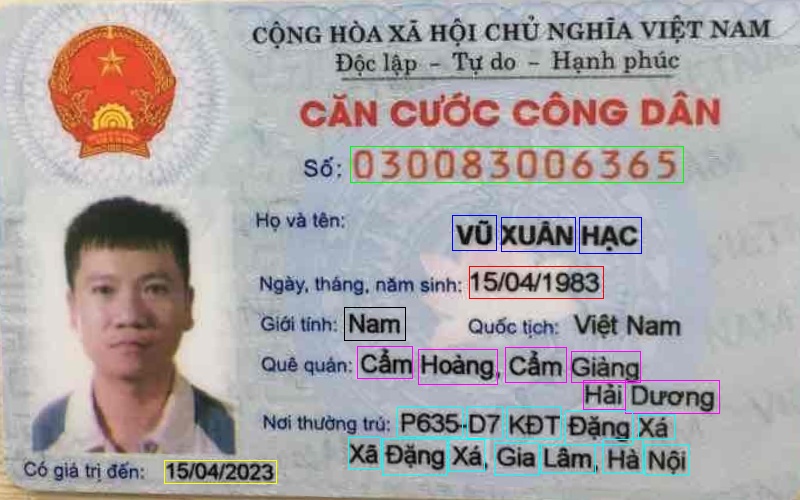 CỘNG HÒA XÃ HỘI CHỦ NGHĨA VIỆT NAM
Độc lập - Tự do - Hạnh phúc
CĂN CƯỚC CÔNG DÂN
Số: 030083006365
Họ và tên: VŨ XUÂN HẠC
Ngày, tháng, năm sinh: 15/04/1983
Giới tính: Nam Quốc tịch: Việt Nam
Quê quán: Cẩm Hoàng, Cẩm Giảng
Hải Dương
Nơi thường trú: P635-D7 KĐT Đặng Xá
Xã Đặng Xá, Gia Lâm, Hà Nội
Có giá trị đến: 15/04/2023